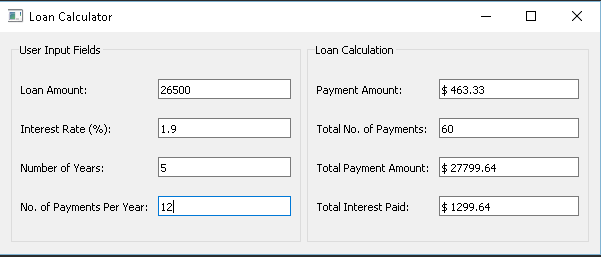 Loan Calculator
User Input Fields
Loan Amount: 26500
Interest Rate (%): 1.9
Number of Years: 5
No. of Payments Per Year: 12
Loan Calculation
Payment Amount: $ 463.33
Total No. of Payments: 60
Total Payment Amount: $ 27799.64
Total Interest Paid: $ 1299.64